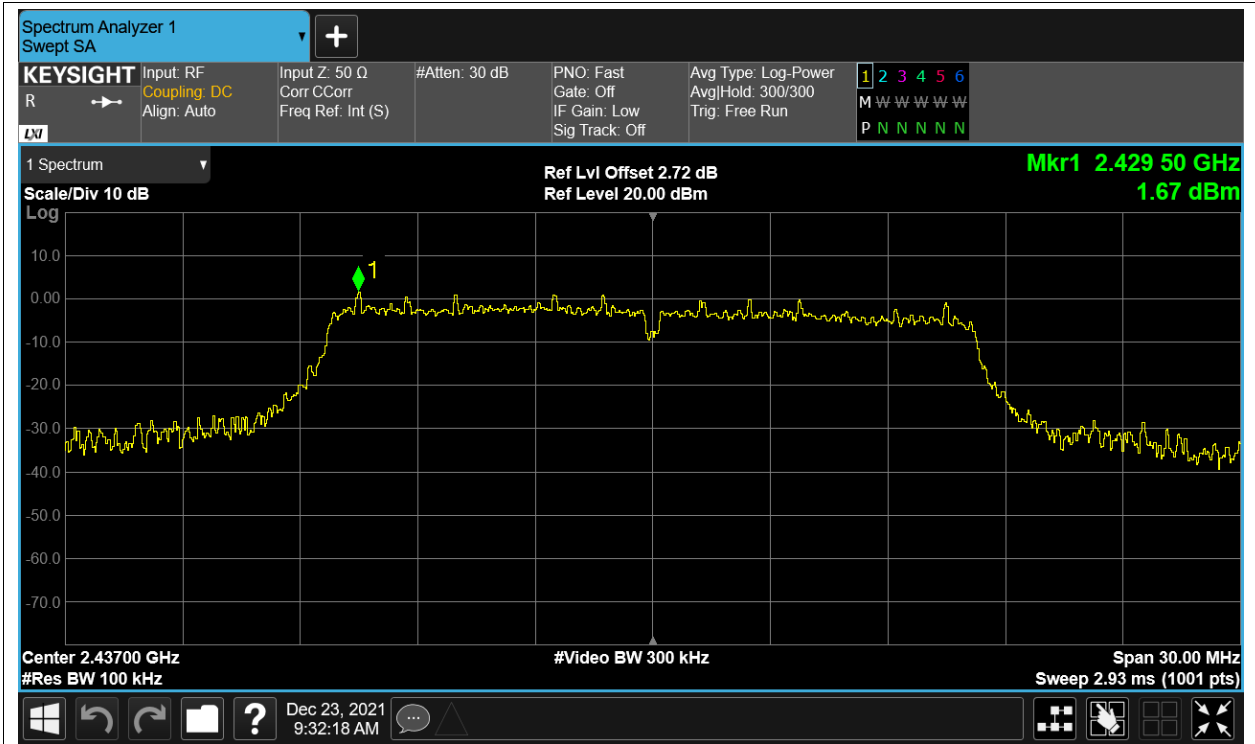 Spectrum Analyzer 1
Swept SA
KEYSIGHT
R
LXI
Input: RF
Coupling: DC
Align: Auto
Input Z: 50 Ω
Corr CCorr
Freq Ref: Int (S)
#Atten: 30 dB
PNO: Fast
Gate: Off
IF Gain: Low
Sig Track: Off
Avg Type: Log-Power
Avg|Hold: 300/300
Trig: Free Run
1 2 3 4 5 6
M W W W W W
P N N N N N
1 Spectrum
Scale/Div 10 dB
Log
Ref Lvl Offset 2.72 dB
Ref Level 20.00 dBm
Mkr1 2.429 50 GHz
1.67 dBm
1
10.0
0.00
-10.0
-20.0
-30.0
-40.0
-50.0
-60.0
-70.0
Center 2.43700 GHz
#Res BW 100 kHz
#Video BW 300 kHz
Span 30.00 MHz
Sweep 2.93 ms (1001 pts)
?
Dec 23, 2021
9:32:18 AM